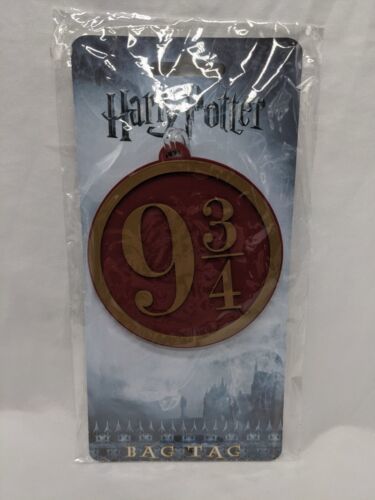 Harry Potter
9 3/4
BAG TAG